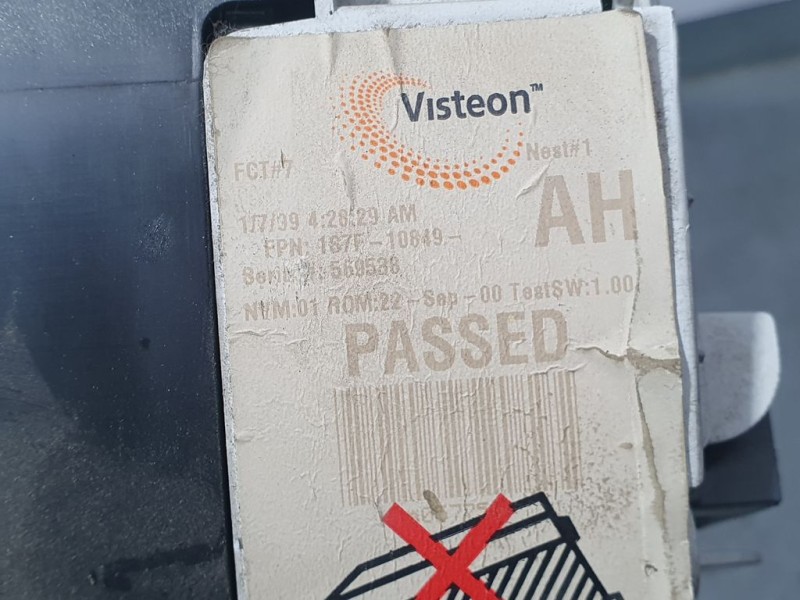 Visteon™
FCT#7 Nest#1
1/7/39 4:28:29 AM
FPN: 1S7F-10849- AH
Serial #: 569538
NVM:01 ROM:22-Sep-00 TestSW:1.00
PASSED